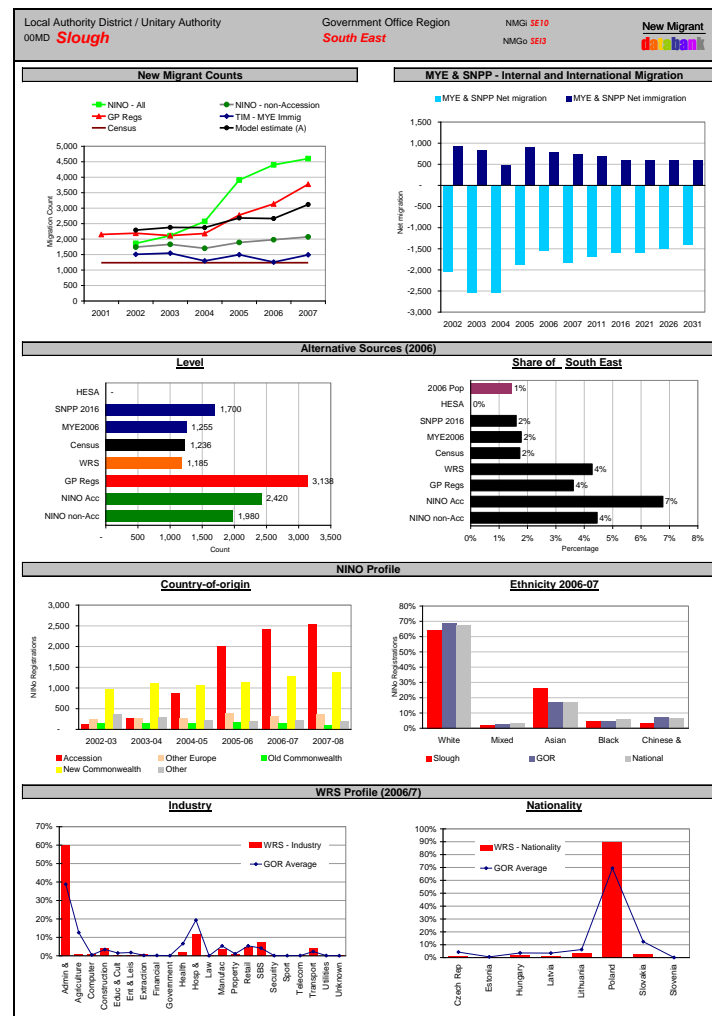 Local Authority District / Unitary Authority
00MD Slough
Government Office Region
South East
NMGi SE10
NMGo SEI3
New Migrant
databank
New Migrant Counts
NINO - All
NINO - non-Accession
GP Regs
TIM - MYE Immig
Census
Model estimate (A)
Migration Count
5,000
4,500
4,000
3,500
3,000
2,500
2,000
1,500
1,000
500
0
2001 2002 2003 2004 2005 2006 2007
MYE & SNPP - Internal and International Migration
MYE & SNPP Net migration
MYE & SNPP Net immigration
Net migration
1,500
1,000
500
-
-500
-1,000
-1,500
-2,000
-2,500
-3,000
2002 2003 2004 2005 2006 2007 2011 2016 2021 2026 2031
Alternative Sources (2006)
Level
HESA -
SNPP 2016 1,700
MYE2006 1,255
Census 1,236
WRS 1,185
GP Regs 3,138
NINO Acc 2,420
NINO non-Acc 1,980
- 500 1,000 1,500 2,000 2,500 3,000 3,500
Count
Share of South East
2006 Pop 1%
HESA 0%
SNPP 2016 2%
MYE2006 2%
Census 2%
WRS 4%
GP Regs 4%
NINO Acc 7%
NINO non-Acc 4%
0% 1% 2% 3% 4% 5% 6% 7% 8%
Percentage
NINO Profile
Country-of-origin
NINo Registrations
3,000
2,500
2,000
1,500
1,000
500
-
2002-03 2003-04 2004-05 2005-06 2006-07 2007-08
Accession Other Europe Old Commonwealth
New Commonwealth Other
Ethnicity 2006-07
NINo Registrations
80%
70%
60%
50%
40%
30%
20%
10%
0%
White Mixed Asian Black Chinese &
Slough GOR National
WRS Profile (2006/7)
Industry
WRS - Industry
GOR Average
70%
60%
50%
40%
30%
20%
10%
0%
Admin &
Agriculture
Computer
Construction
Educ & Cult
Ent & Leis
Extraction
Financial
Government
Health
Hosp &
Law
Manufac
Property
Retail
SBS
Security
Sport
Telecom
Transport
Utilities
Unknown
Nationality
WRS - Nationality
GOR Average
100%
90%
80%
70%
60%
50%
40%
30%
20%
10%
0%
Czech Rep
Estonia
Hungary
Latvia
Lithuania
Poland
Slovakia
Slovenia